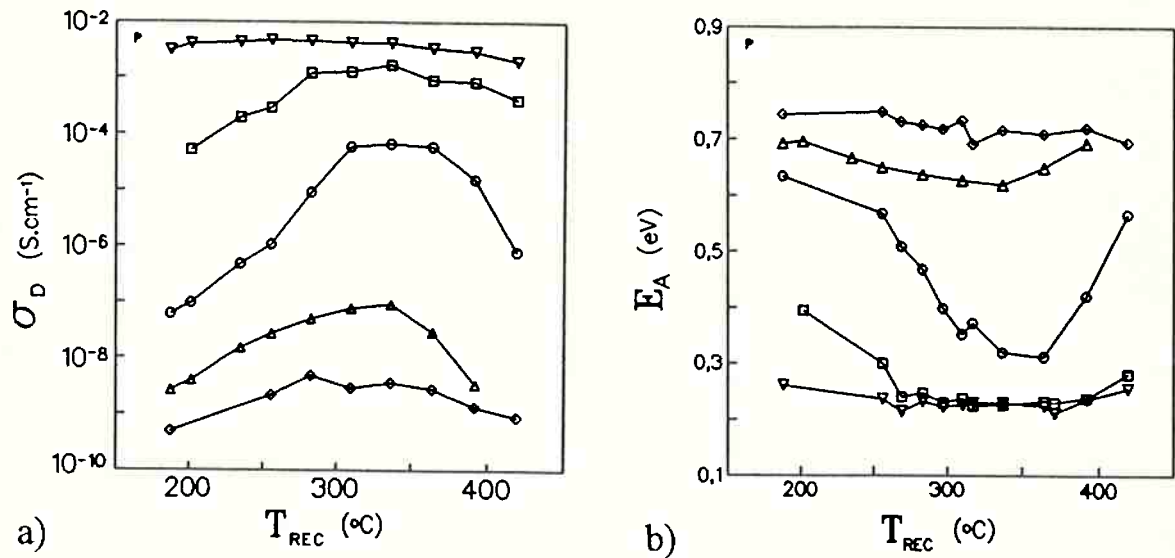 10⁻²
10⁻⁴
10⁻⁶
10⁻⁸
10⁻¹⁰
σ_D (S.cm⁻¹)
P
200 300 400
T_REC (°C)
a)
0.9
0.7
0.5
0.3
0.1
E_A (eV)
P
200 300 400
T_REC (°C)
b)